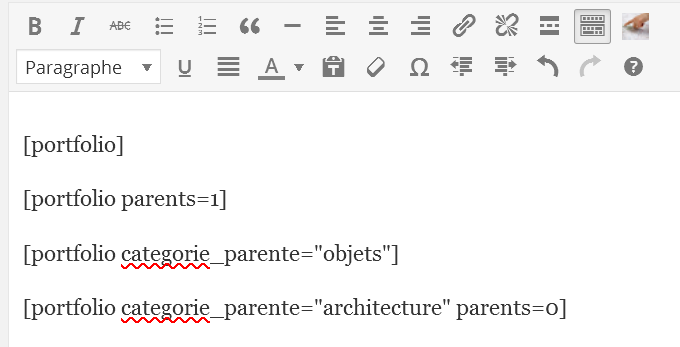 B I ABC
Paragraphe U A T Ω ?
[portfolio]
[portfolio parents=1]
[portfolio categorie_parente="objets"]
[portfolio categorie_parente="architecture" parents=0]